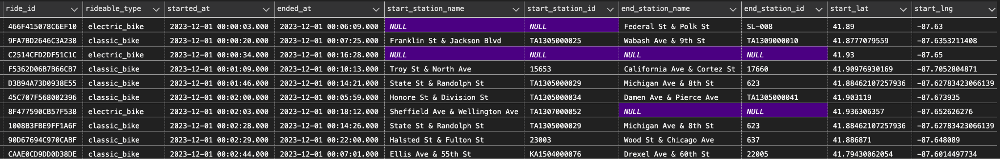 ride_id rideable_type started_at ended_at start_station_name start_station_id end_station_name end_station_id start_lat start_lng
466F415078C6EF10 electric_bike 2023-12-01 00:00:03.000 2023-12-01 00:06:09.000 NULL NULL Federal St & Polk St SL-008 41.89 -87.63
9FA7BD2646C3A238 classic_bike 2023-12-01 00:00:20.000 2023-12-01 00:07:25.000 Franklin St & Jackson Blvd TA1305000025 Wabash Ave & 9th St TA1309000010 41.8777079559 -87.6353211408
C2514CFD2DF51C1C electric_bike 2023-12-01 00:00:34.000 2023-12-01 00:16:28.000 NULL NULL NULL NULL 41.93 -87.65
F5362D06B7B66CB7 classic_bike 2023-12-01 00:01:09.000 2023-12-01 00:10:13.000 Troy St & North Ave 15653 California Ave & Cortez St 17660 41.90976930169 -87.7052804871
D3B94A73D0938E55 classic_bike 2023-12-01 00:01:46.000 2023-12-01 00:14:21.000 State St & Randolph St TA1305000029 Michigan Ave & 8th St 623 41.88462107257936 -87.62783423066139
45C707F568002396 classic_bike 2023-12-01 00:02:00.000 2023-12-01 00:05:59.000 Honore St & Division St TA1305000034 Damen Ave & Pierce Ave TA1305000041 41.903119 -87.673935
8F477590CB57F538 electric_bike 2023-12-01 00:02:03.000 2023-12-01 00:18:12.000 Sheffield Ave & Wellington Ave TA1307000052 NULL NULL 41.936306357 -87.652626276
1008B3FBE9FF1A6F classic_bike 2023-12-01 00:02:28.000 2023-12-01 00:14:26.000 State St & Randolph St TA1305000029 Michigan Ave & 8th St 623 41.88462107257936 -87.62783423066139
90D67694C970CABF classic_bike 2023-12-01 00:02:29.000 2023-12-01 00:22:00.000 Halsted St & Fulton St 23003 Wood St & Chicago Ave 637 41.886871 -87.648089
CAAE0CD9DD0D38DE classic_bike 2023-12-01 00:02:44.000 2023-12-01 00:07:01.000 Ellis Ave & 55th St KA1504000076 Drexel Ave & 60th St 22005 41.79430062054 -87.6014497734